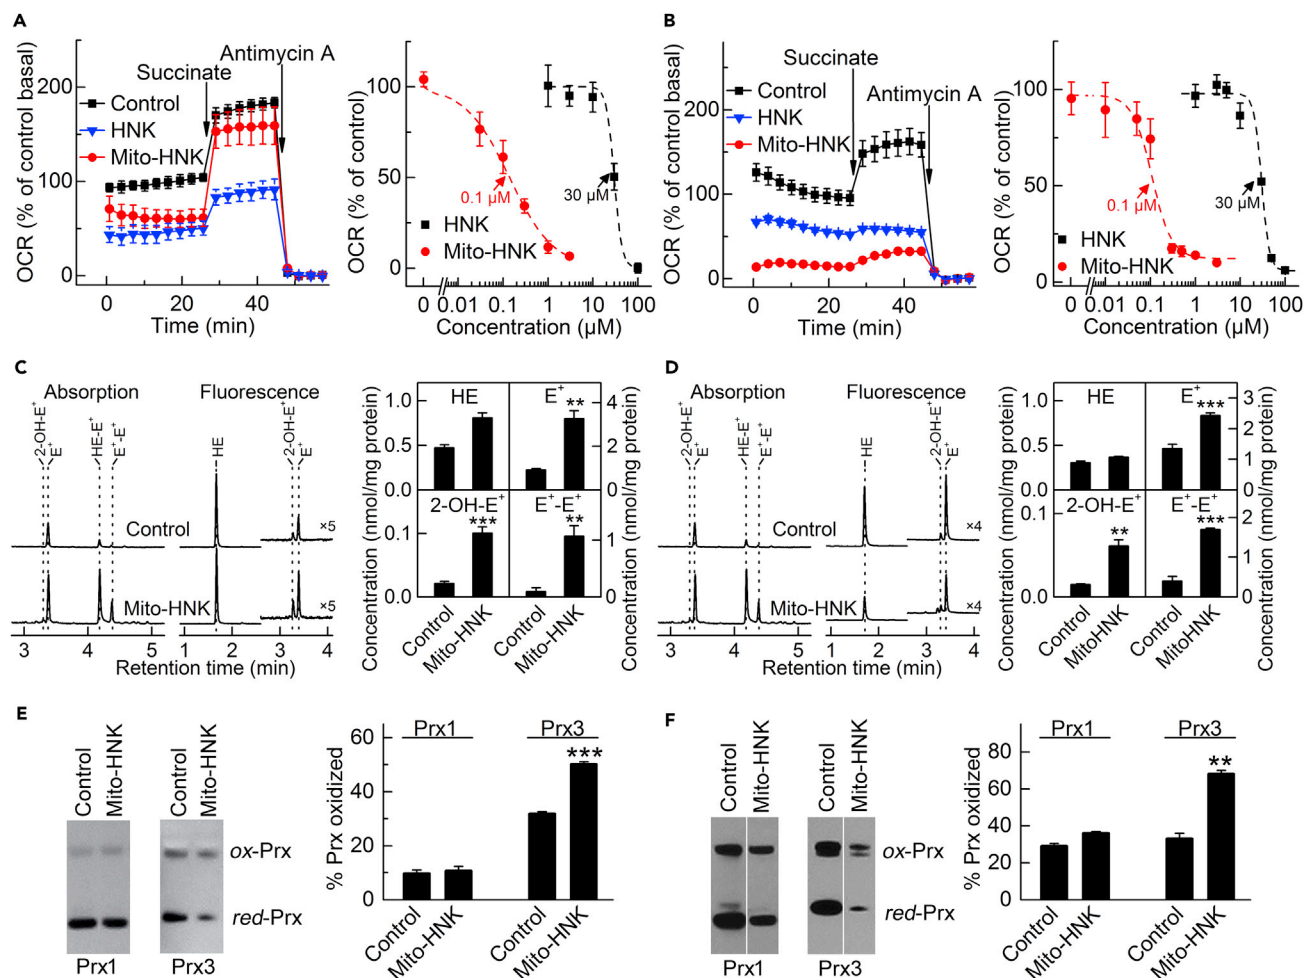 A
OCR (% of control basal)
200
100
0
Succinate
Antimycin A
Control
HNK
Mito-HNK
0 20 40
Time (min)
OCR (% of control)
100
50
0
0.1 µM
30 µM
HNK
Mito-HNK
0 0.01 0.1 1 10 100
Concentration (µM)
B
OCR (% of control basal)
200
100
0
Succinate
Antimycin A
Control
HNK
Mito-HNK
0 20 40
Time (min)
OCR (% of control)
100
50
0
0.1 µM
30 µM
HNK
Mito-HNK
0 0.01 0.1 1 10 100
Concentration (µM)
C
Absorption
Fluorescence
2-OH-E+
E+
HE-E+
E+-E+
HE
2-OH-E+
E+
Control
×5
Mito-HNK
×5
3 4 5 1 2 3
Retention time (min)
Concentration (nmol/mg protein)
1.0
0.5
0.0
0.1
0.0
HE
E+
**
4
2
0
2-OH-E+
***
E+-E+
**
1
0
Concentration (nmol/mg protein)
Control
Mito-HNK
Control
Mito-HNK
D
Absorption
Fluorescence
2-OH-E+
E+
HE-E+
E+-E+
HE
2-OH-E+
E+
Control
×4
Mito-HNK
×4
3 4 5 1 2 3 4
Retention time (min)
Concentration (nmol/mg protein)
1.0
0.5
0.0
0.1
0.0
HE
E+
***
3
2
1
0
2-OH-E+
**
E+-E+
***
2
1
0
Concentration (nmol/mg protein)
Control
Mito-HNK
Control
Mito-HNK
E
Control
Mito-HNK
Control
Mito-HNK
ox-Prx
red-Prx
Prx1
Prx3
% Prx oxidized
60
40
20
0
Prx1
Prx3
***
Control
Mito-HNK
Control
Mito-HNK
F
Control
Mito-HNK
Control
Mito-HNK
ox-Prx
red-Prx
Prx1
Prx3
% Prx oxidized
80
60
40
20
0
Prx1
Prx3
**
Control
Mito-HNK
Control
Mito-HNK